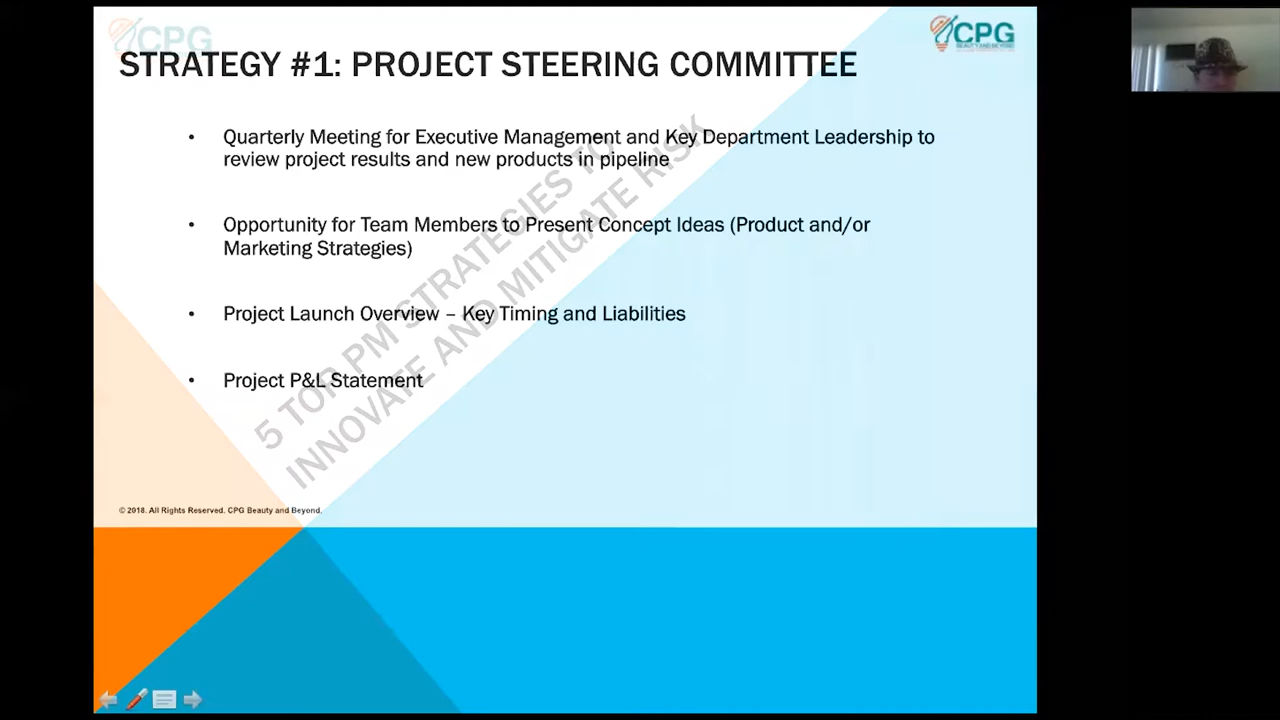 CPG
CPG
BEAUTY AND BEYOND
STRATEGY #1: PROJECT STEERING COMMITTEE
• Quarterly Meeting for Executive Management and Key Department Leadership to
review project results and new products in pipeline
• Opportunity for Team Members to Present Concept Ideas (Product and/or
Marketing Strategies)
• Project Launch Overview – Key Timing and Liabilities
• Project P&L Statement
5 TOP PM STRATEGIES TO
INNOVATE AND MITIGATE RISK
© 2018. All Rights Reserved. CPG Beauty and Beyond.